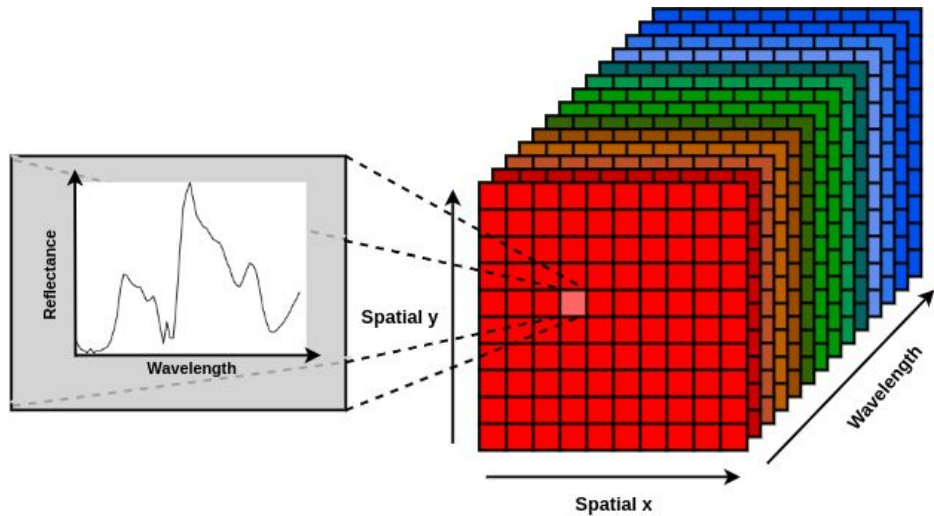 Reflectance
Wavelength
Spatial y
Spatial x
Wavelength